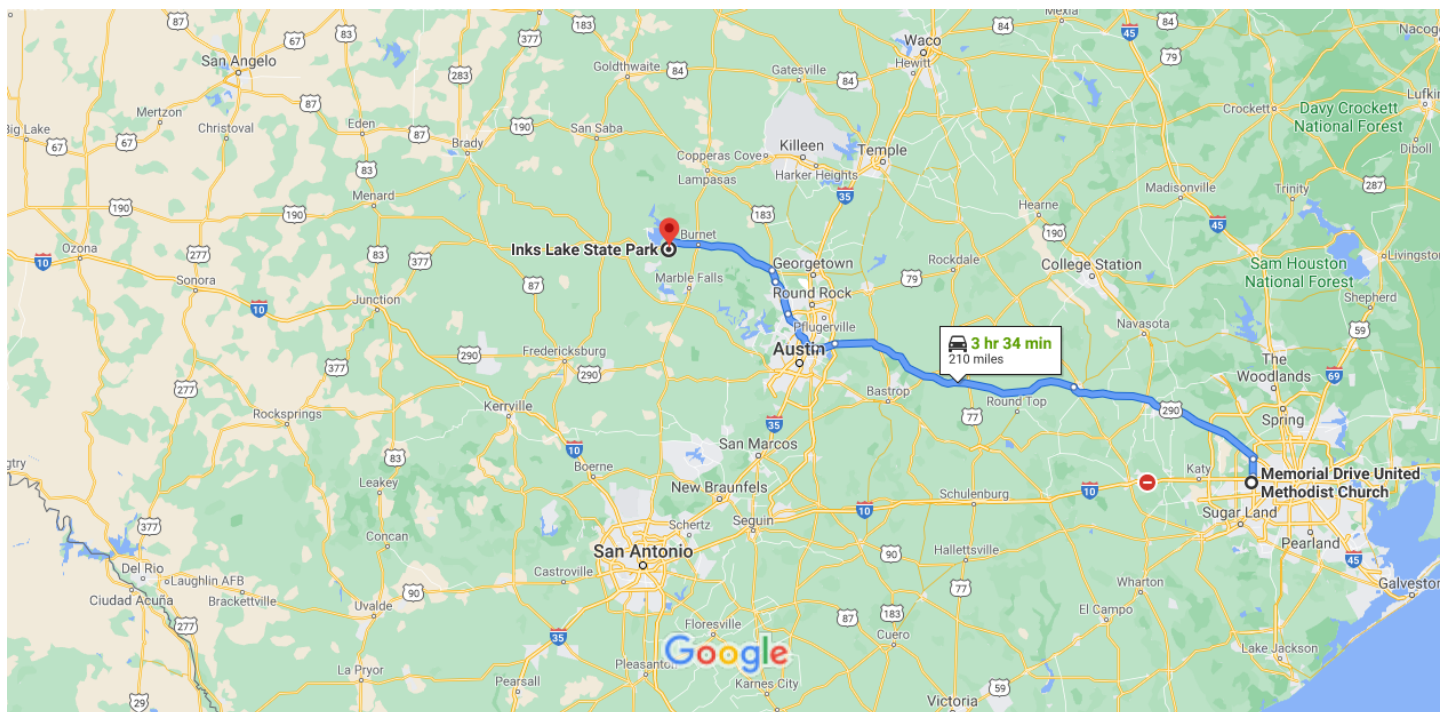 87
67
83
183
377
84
Mexia
45
84
Nacog
San Angelo
67
Goldthwaite
84
Gatesville
84
Waco
Hewitt
79
283
87
Mertzon
Christoval
Eden
87
190
San Saba
Crockett
Davy Crockett
National Forest
Lufkin
Big Lake
67
67
87
Brady
Copperas Cove
Killeen
Temple
Harker Heights
Diboll
83
Lampasas
Menard
35
Madisonville
Trinity
287
190
190
183
Hearne
190
45
Ozona
277
83
377
Inks Lake State Park
Burnet
Georgetown
Rockdale
College Station
Sam Houston
National Forest
Livingston
10
Sonora
Marble Falls
79
87
Round Rock
Shepherd
10
Junction
Pflugerville
Navasota
59
290
Fredericksburg
290
Austin
3 hr 34 min
210 miles
The
Woodlands
377
277
Bastrop
Round Top
69
Rocksprings
Kerrville
77
290
Spring
35
San Marcos
10
Boerne
83
Leakey
New Braunfels
Schulenburg
10
Katy
Memorial Drive United
Methodist Church
377
Schertz
Seguin
10
Sugar Land
Pearland
Concan
San Antonio
90
Hallettsville
45
Del Rio
Laughlin AFB
Castroville
77
Wharton
Galveston
Ciudad Acuña
Brackettville
90
Uvalde
87
183
El Campo
277
35
Floresville
Cuero
Google
Lake Jackson
La Pryor
Pearsall
Karnes City
59
29
Victoria